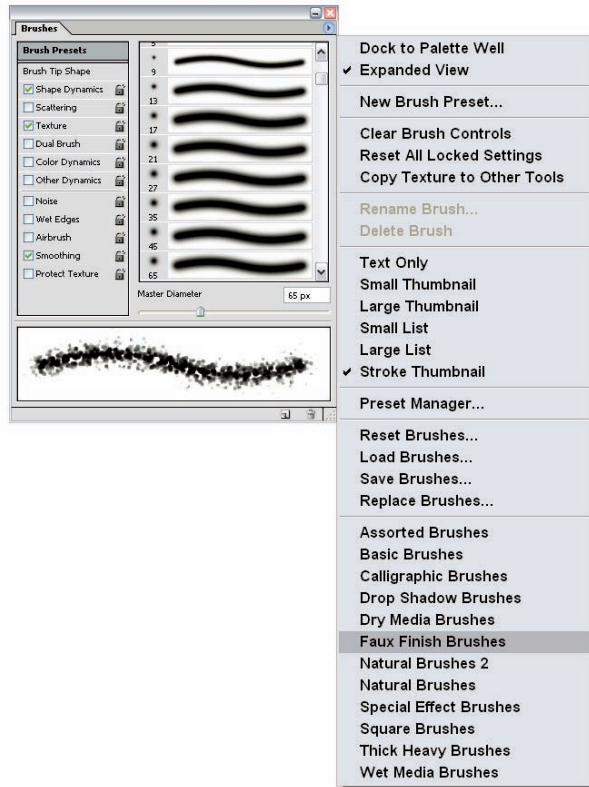 Brushes
Brush Presets
Brush Tip Shape
Shape Dynamics
Scattering
Texture
Dual Brush
Color Dynamics
Other Dynamics
Noise
Wet Edges
Airbrush
Smoothing
Protect Texture
9
13
17
21
27
35
45
65
Master Diameter
65 px
Dock to Palette Well
Expanded View
New Brush Preset...
Clear Brush Controls
Reset All Locked Settings
Copy Texture to Other Tools
Rename Brush...
Delete Brush
Text Only
Small Thumbnail
Large Thumbnail
Small List
Large List
Stroke Thumbnail
Preset Manager...
Reset Brushes...
Load Brushes...
Save Brushes...
Replace Brushes...
Assorted Brushes
Basic Brushes
Calligraphic Brushes
Drop Shadow Brushes
Dry Media Brushes
Faux Finish Brushes
Natural Brushes 2
Natural Brushes
Special Effect Brushes
Square Brushes
Thick Heavy Brushes
Wet Media Brushes